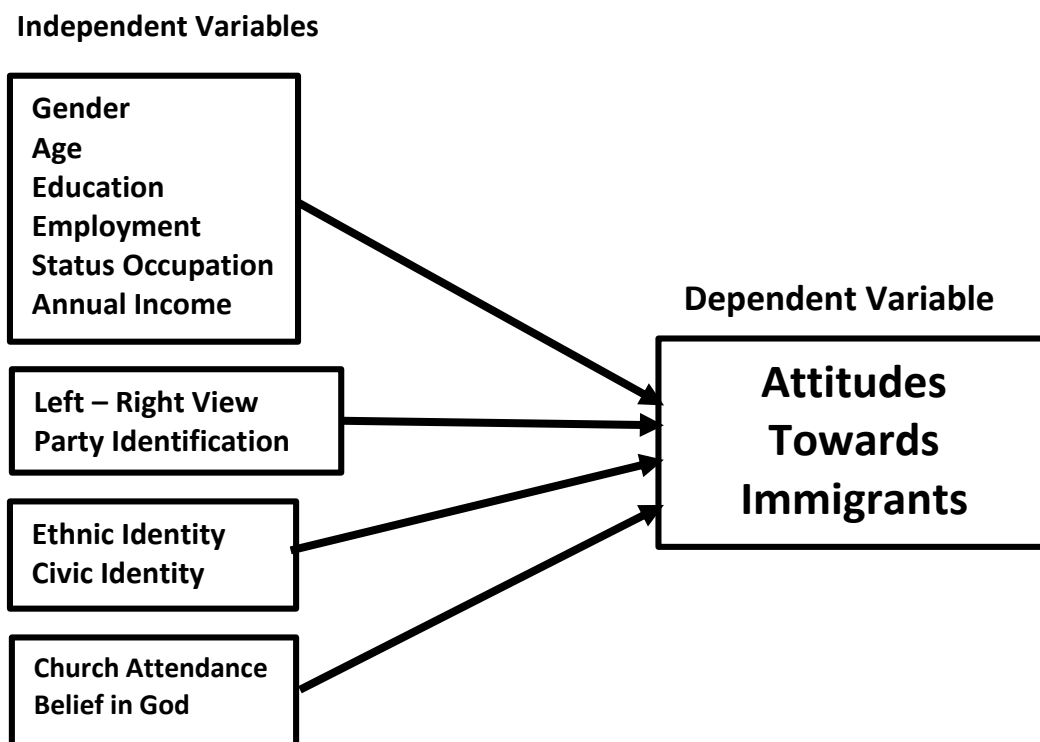 Independent Variables
Gender
Age
Education
Employment
Status Occupation
Annual Income
Left – Right View
Party Identification
Ethnic Identity
Civic Identity
Church Attendance
Belief in God
Dependent Variable
Attitudes
Towards
Immigrants